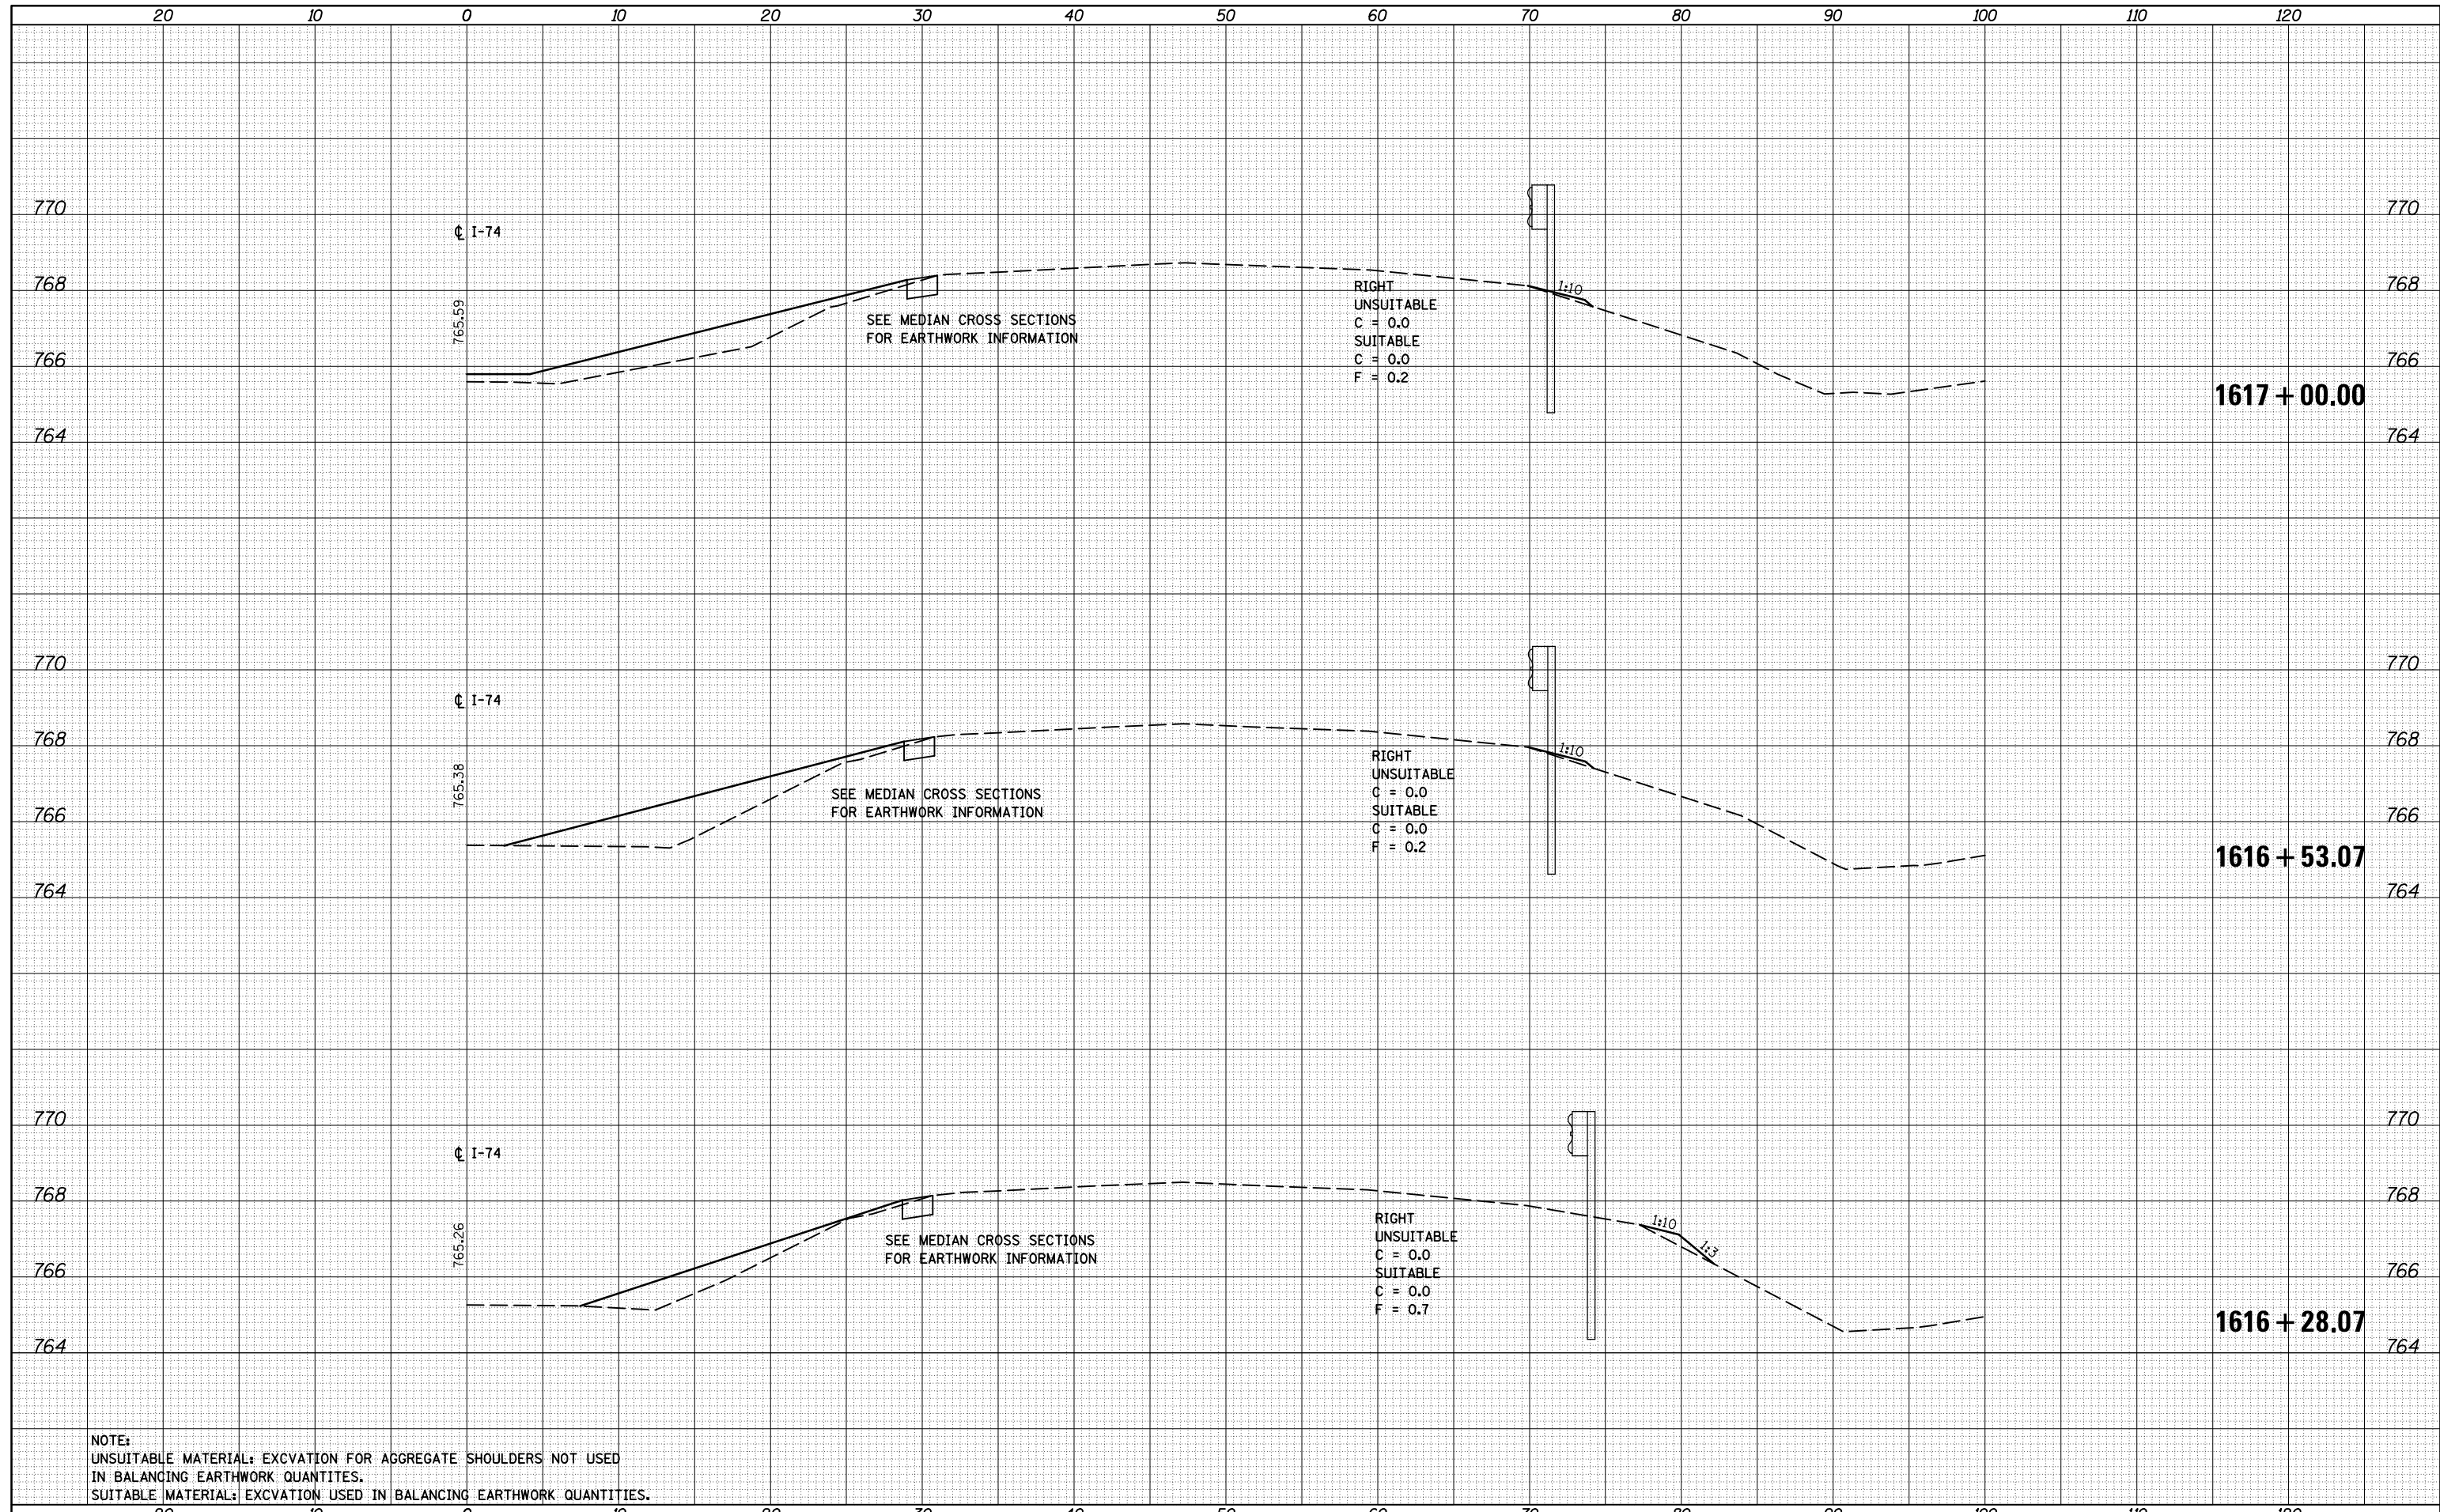 20 10 0 10 20 30 40 50 60 70 80 90 100 110 120
770 770
℄ I-74
768 768
765.59
1:10
SEE MEDIAN CROSS SECTIONS
FOR EARTHWORK INFORMATION
RIGHT
UNSUITABLE
C = 0.0
SUITABLE
C = 0.0
F = 0.2
766 766
1617 + 00.00
764 764
770 770
℄ I-74
768 768
765.38
1:10
SEE MEDIAN CROSS SECTIONS
FOR EARTHWORK INFORMATION
RIGHT
UNSUITABLE
C = 0.0
SUITABLE
C = 0.0
F = 0.2
766 766
1616 + 53.07
764 764
770 770
℄ I-74
768 768
765.26
1:10
1:3
SEE MEDIAN CROSS SECTIONS
FOR EARTHWORK INFORMATION
RIGHT
UNSUITABLE
C = 0.0
SUITABLE
C = 0.0
F = 0.7
766 766
1616 + 28.07
764 764
NOTE:
UNSUITABLE MATERIAL: EXCVATION FOR AGGREGATE SHOULDERS NOT USED
IN BALANCING EARTHWORK QUANTITES.
SUITABLE MATERIAL: EXCVATION USED IN BALANCING EARTHWORK QUANTITIES.